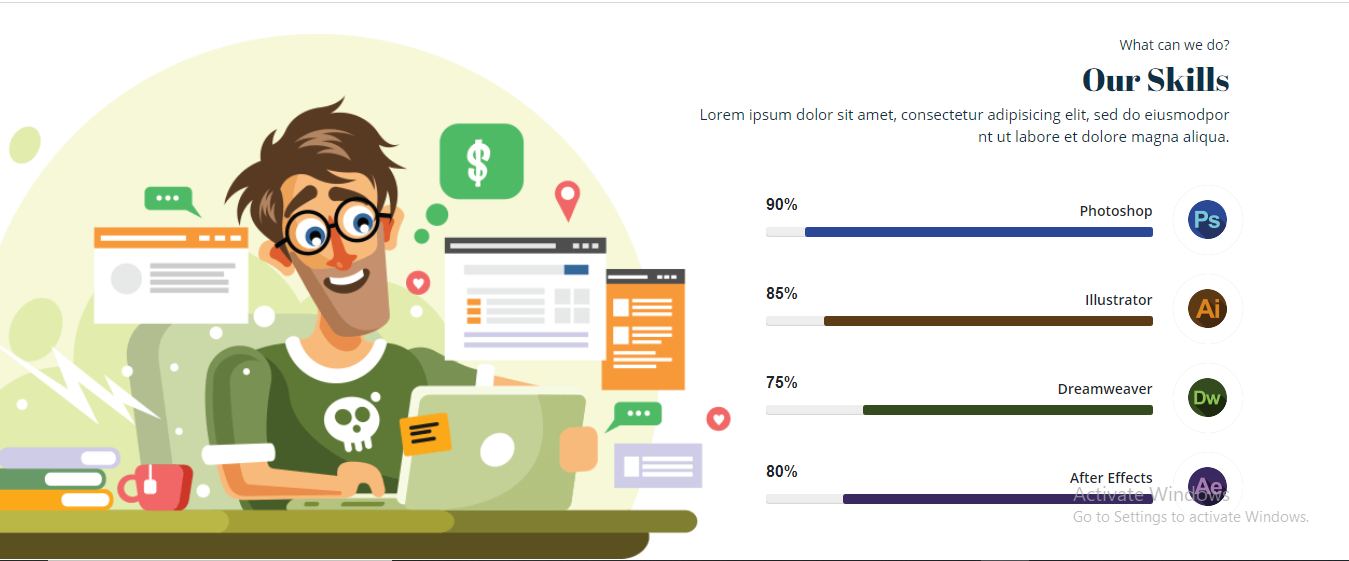 What can we do?
Our Skills
Lorem ipsum dolor sit amet, consectetur adipisicing elit, sed do eiusmodpor
nt ut labore et dolore magna aliqua.
$
90%
Photoshop
Ps
85%
Illustrator
Ai
75%
Dreamweaver
Dw
80%
After Effects
Ae
Activate Windows
Go to Settings to activate Windows.